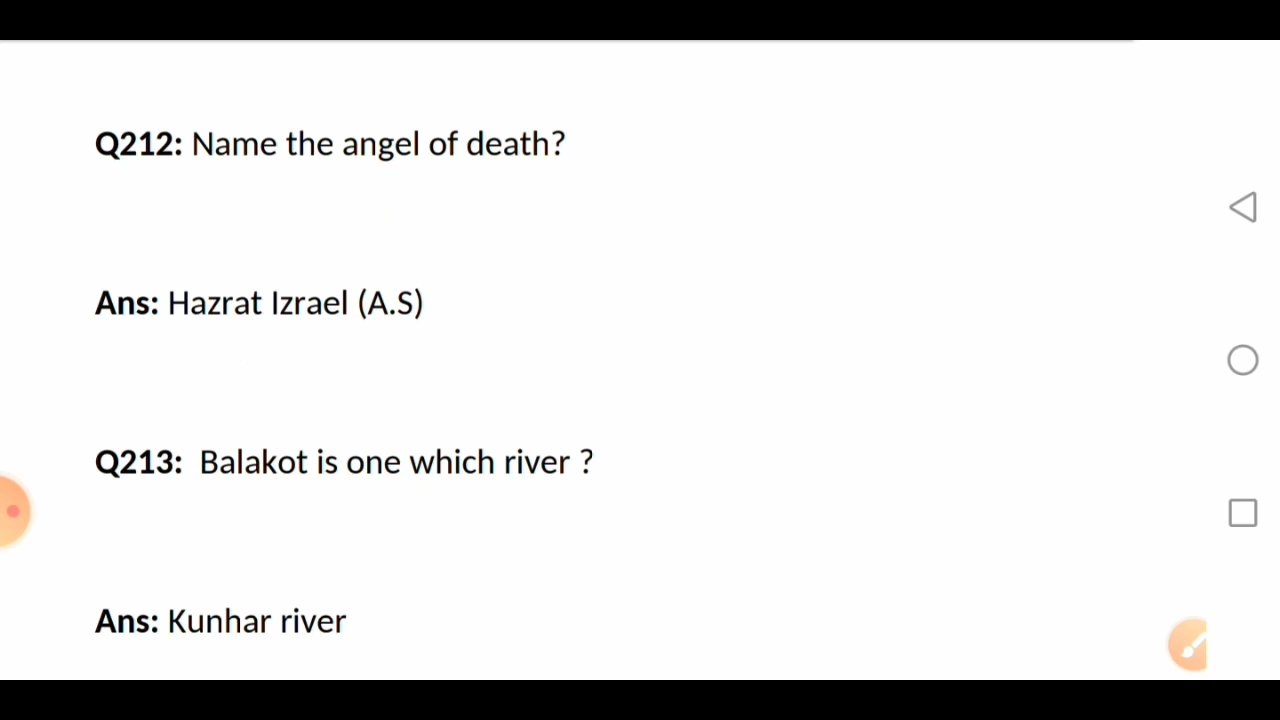 Q212: Name the angel of death?
Ans: Hazrat Izrael (A.S)
Q213: Balakot is one which river ?
Ans: Kunhar river